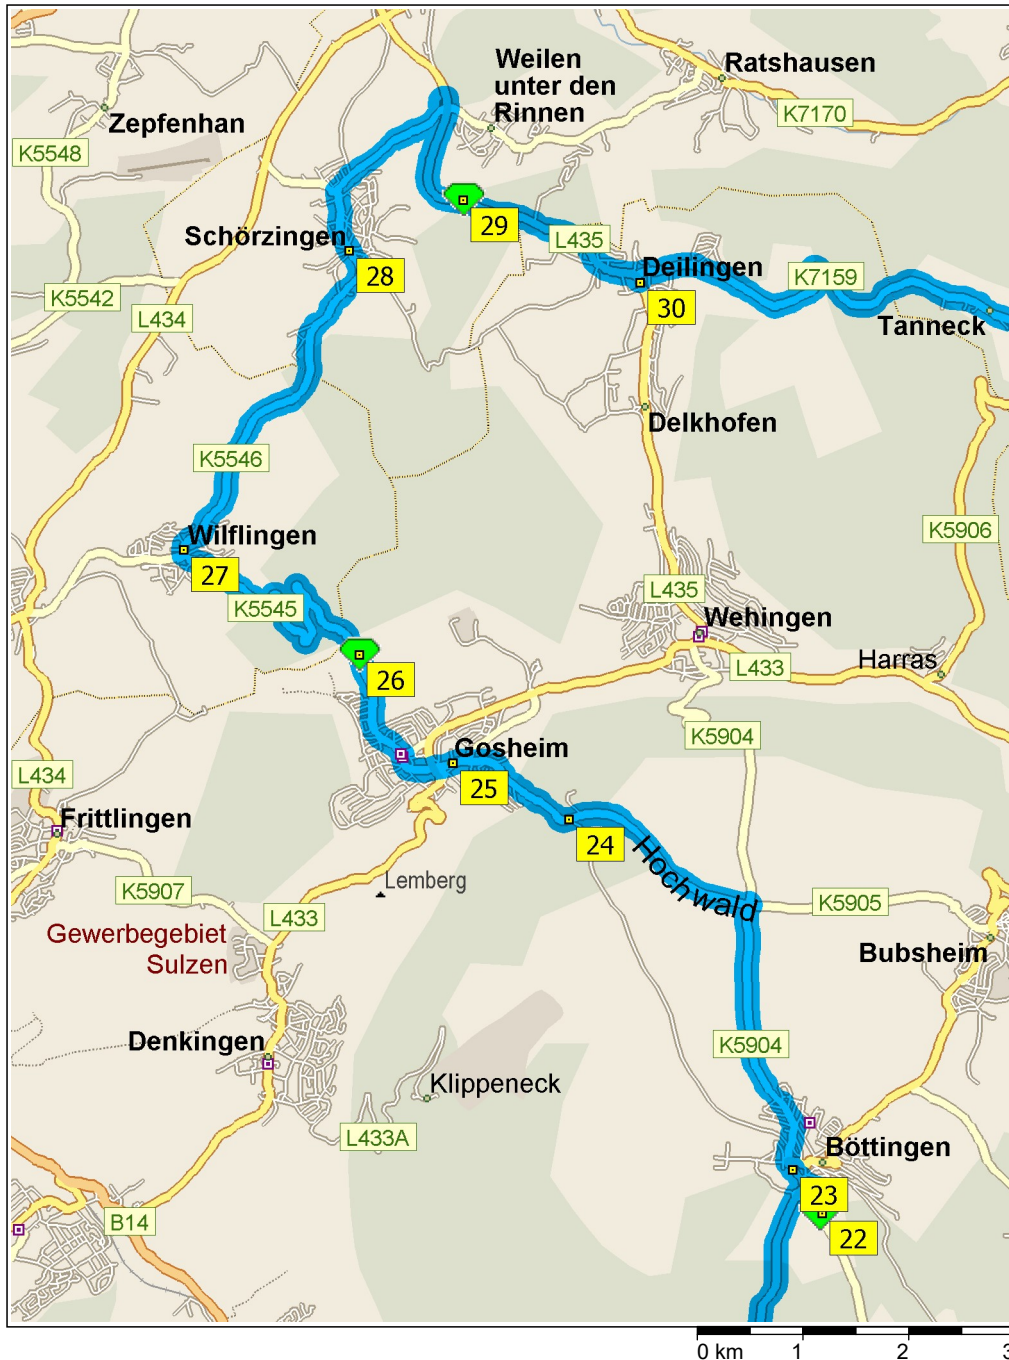 Weilen
unter den
Rinnen
Ratshausen
K7170
Zepfenhan
K5548
29
L435
Schörzingen
28
Deilingen
K7159
K5542
L434
30
Tanneck
Delkhofen
K5546
K5906
Wilflingen
27
K5545
L435
Wehingen
Harras
L433
26
K5904
Gosheim
L434
25
Frittlingen
24
Hochwald
Lemberg
K5907
K5905
L433
Gewerbegebiet
Sulzen
Bubsheim
Denkingen
K5904
Klippeneck
L433A
Böttingen
23
B14
22
0 km 1 2 3